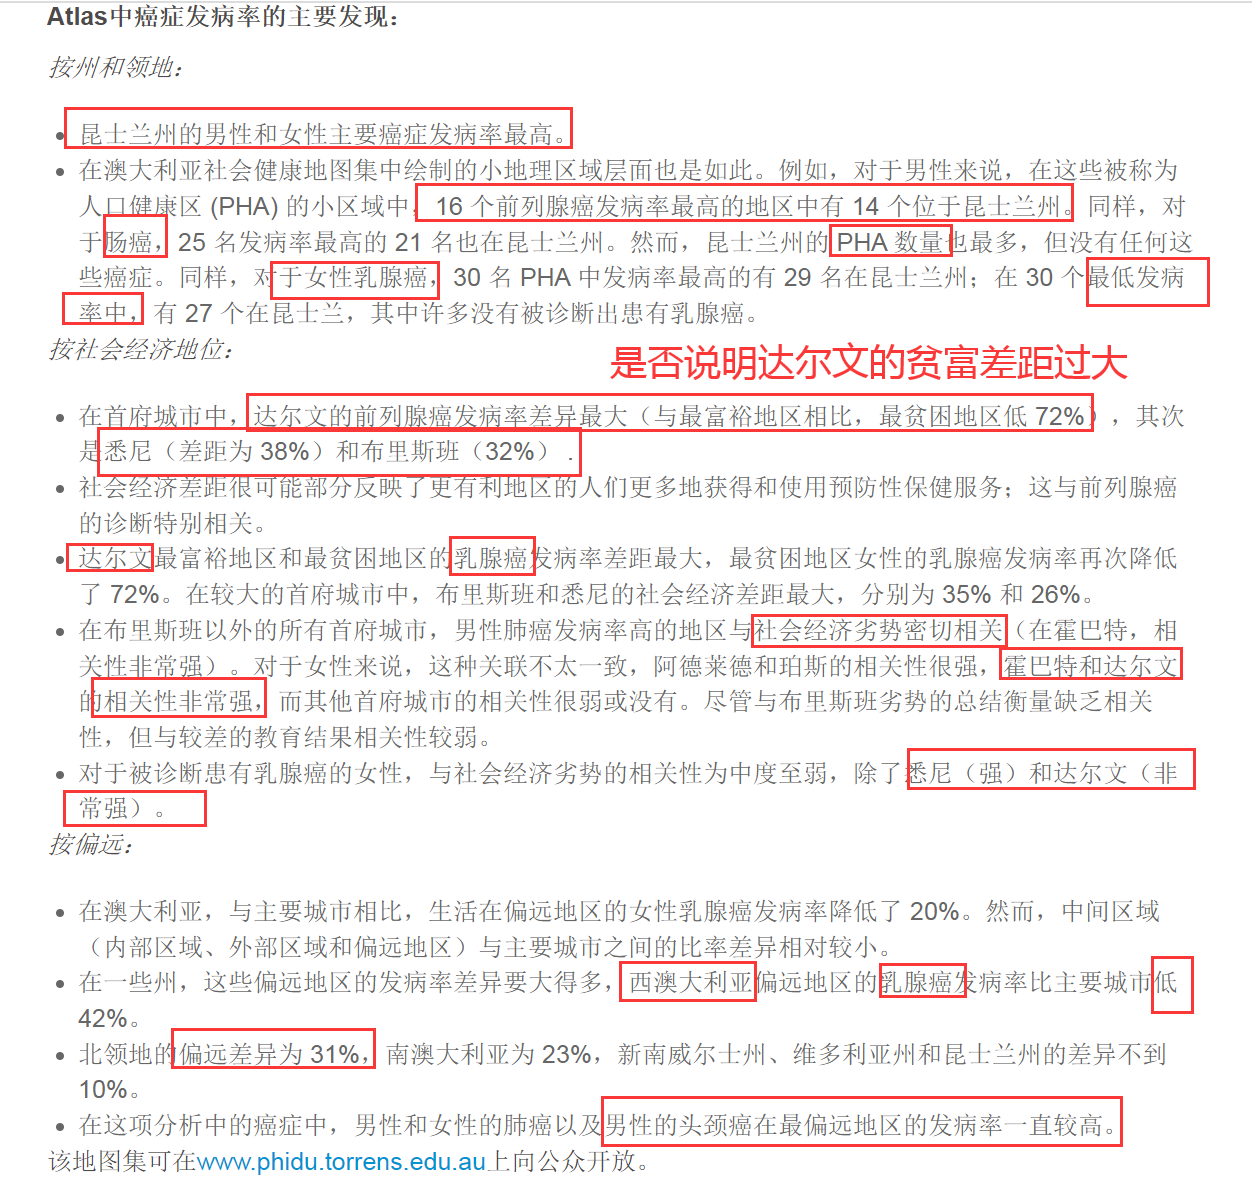 Atlas中癌症发病率的主要发现：
按州和领地：
昆士兰州的男性和女性主要癌症发病率最高。
在澳大利亚社会健康地图集中绘制的小地理区域层面也是如此。例如，对于男性来说，在这些被称为
人口健康区 (PHA) 的小区域中，16 个前列腺癌发病率最高的地区中有 14 个位于昆士兰州。同样，对
于肠癌，25 名发病率最高的 21 名也在昆士兰州。然而，昆士兰州的 PHA 数量也最多，但没有任何这
些癌症。同样，对于女性乳腺癌，30 名 PHA 中发病率最高的有 29 名在昆士兰州；在 30 个最低发病
率中，有 27 个在昆士兰，其中许多没有被诊断出患有乳腺癌。
按社会经济地位：
是否说明达尔文的贫富差距过大
在首府城市中，达尔文的前列腺癌发病率差异最大（与最富裕地区相比，最贫困地区低 72%），其次
是悉尼（差距为 38%）和布里斯班（32%）.
社会经济差距很可能部分反映了更有利地区的人们更多地获得和使用预防性保健服务；这与前列腺癌
的诊断特别相关。
达尔文最富裕地区和最贫困地区的乳腺癌发病率差距最大，最贫困地区女性的乳腺癌发病率再次降低
了 72%。在较大的首府城市中，布里斯班和悉尼的社会经济差距最大，分别为 35% 和 26%。
在布里斯班以外的所有首府城市，男性肺癌发病率高的地区与社会经济劣势密切相关（在霍巴特，相
关性非常强）。对于女性来说，这种关联不太一致，阿德莱德和珀斯的相关性很强，霍巴特和达尔文
的相关性非常强，而其他首府城市的相关性很弱或没有。尽管与布里斯班劣势的总结衡量缺乏相关
性，但与较差的教育结果相关性较弱。
对于被诊断患有乳腺癌的女性，与社会经济劣势的相关性为中度至弱，除了悉尼（强）和达尔文（非
常强）。
按偏远：
在澳大利亚，与主要城市相比，生活在偏远地区的女性乳腺癌发病率降低了 20%。然而，中间区域
（内部区域、外部区域和偏远地区）与主要城市之间的比率差异相对较小。
在一些州，这些偏远地区的发病率差异要大得多，西澳大利亚偏远地区的乳腺癌发病率比主要城市低
42%。
北领地的偏远差异为 31%，南澳大利亚为 23%，新南威尔士州、维多利亚州和昆士兰州的差异不到
10%。
在这项分析中的癌症中，男性和女性的肺癌以及男性的头颈癌在最偏远地区的发病率一直较高。
该地图集可在www.phidu.torrens.edu.au上向公众开放。